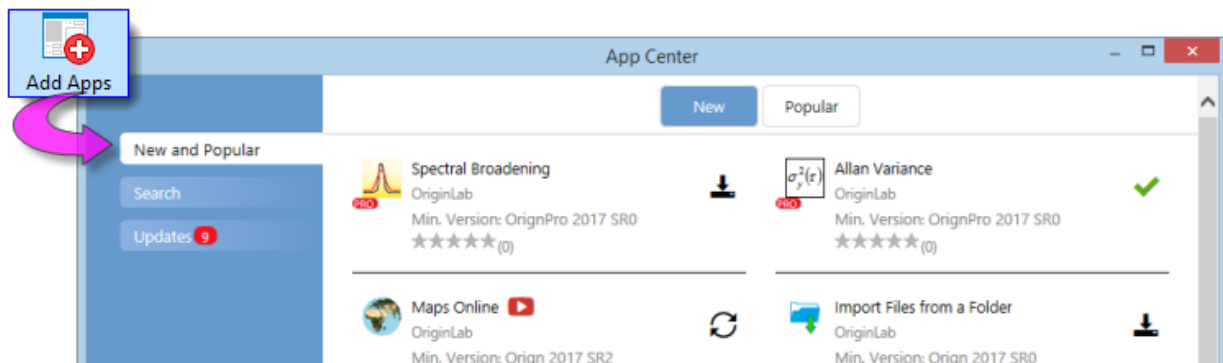 Add Apps
App Center
New
Popular
New and Popular
Search
Updates 9
Spectral Broadening
OriginLab
PRO
Min. Version: OrignPro 2017 SR0
(0)
σ²y(τ)
Allan Variance
OriginLab
PRO
Min. Version: OrignPro 2017 SR0
(0)
Maps Online
OriginLab
Min. Version: Orign 2017 SR2
Import Files from a Folder
OriginLab
Min. Version: Orign 2017 SR0